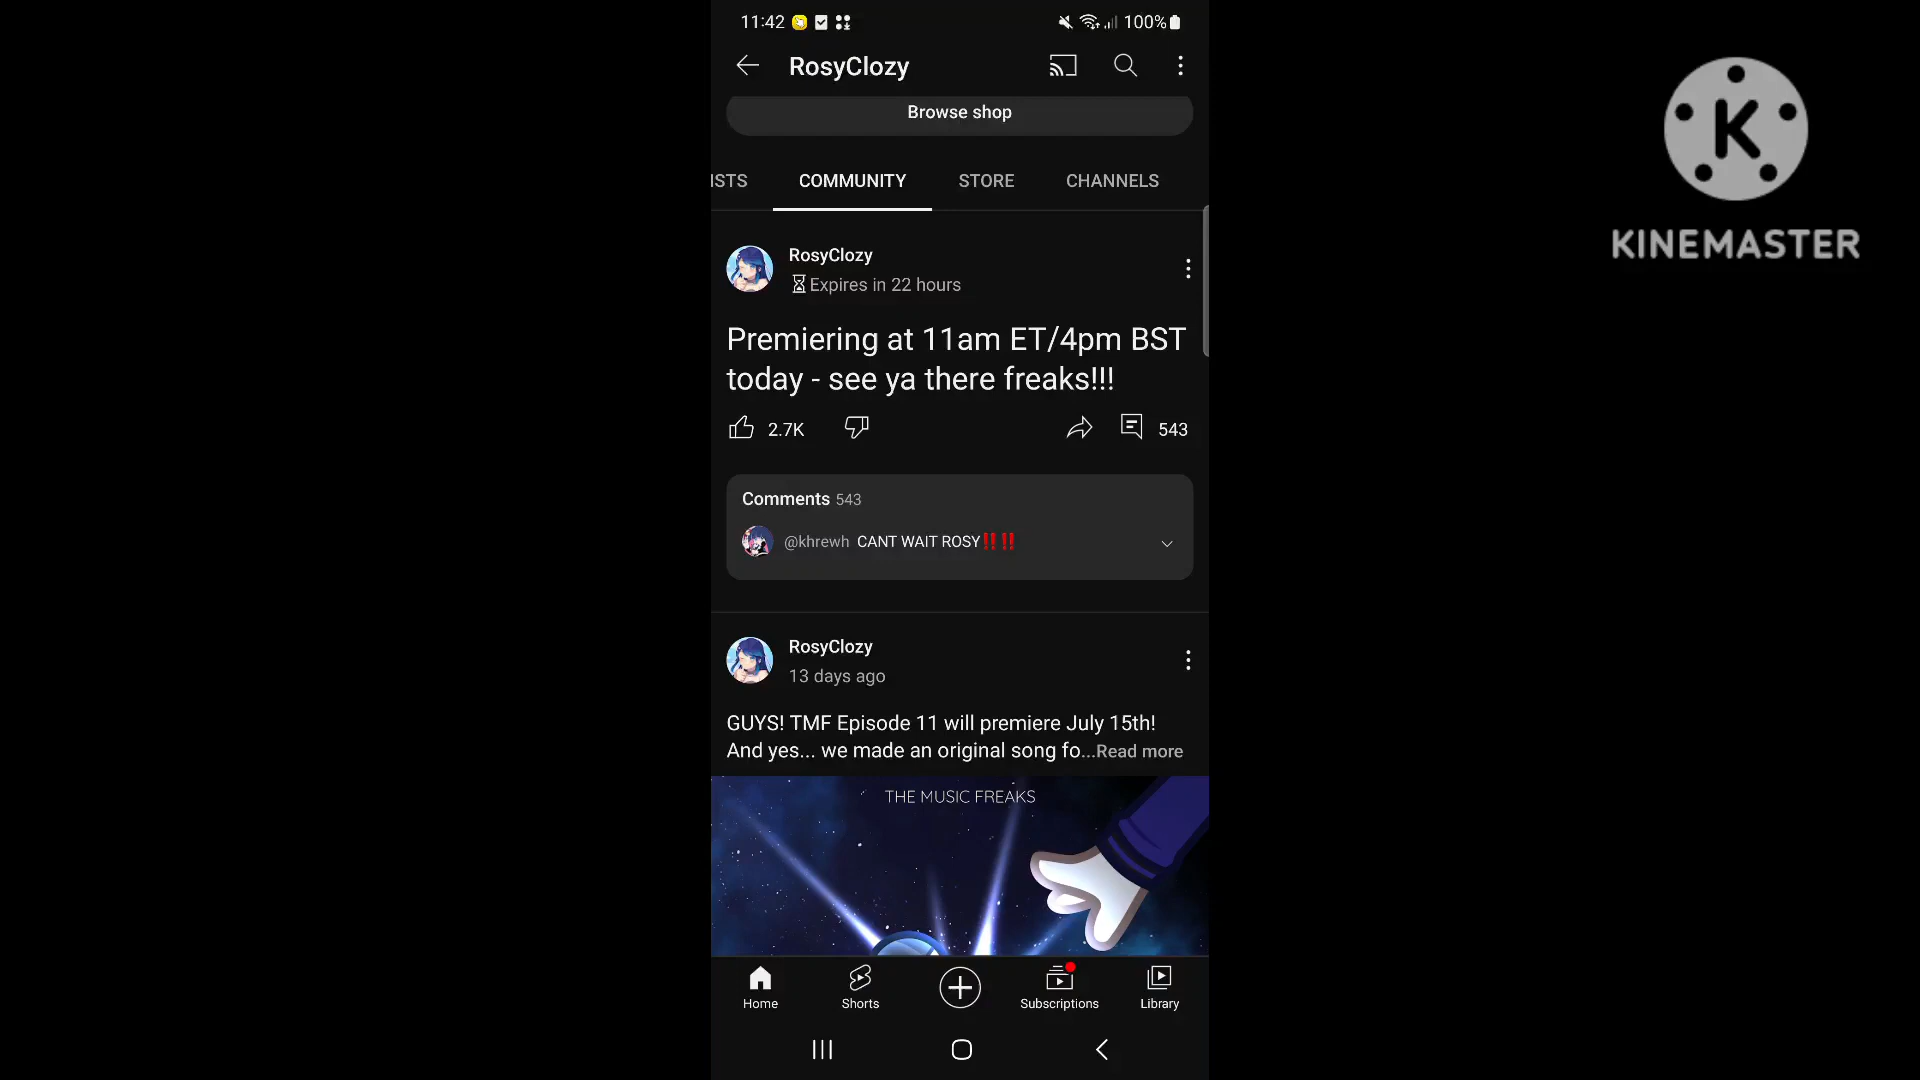 11:42
100%
RosyClozy
Browse shop
ISTS
COMMUNITY
STORE
CHANNELS
RosyClozy
Expires in 22 hours
Premiering at 11am ET/4pm BST
today - see ya there freaks!!!
2.7K
543
Comments 543
@khrewh CANT WAIT ROSY‼️‼️
RosyClozy
13 days ago
GUYS! TMF Episode 11 will premiere July 15th!
And yes... we made an original song fo...Read more
THE MUSIC FREAKS
Home
Shorts
Subscriptions
Library
K
KINEMASTER